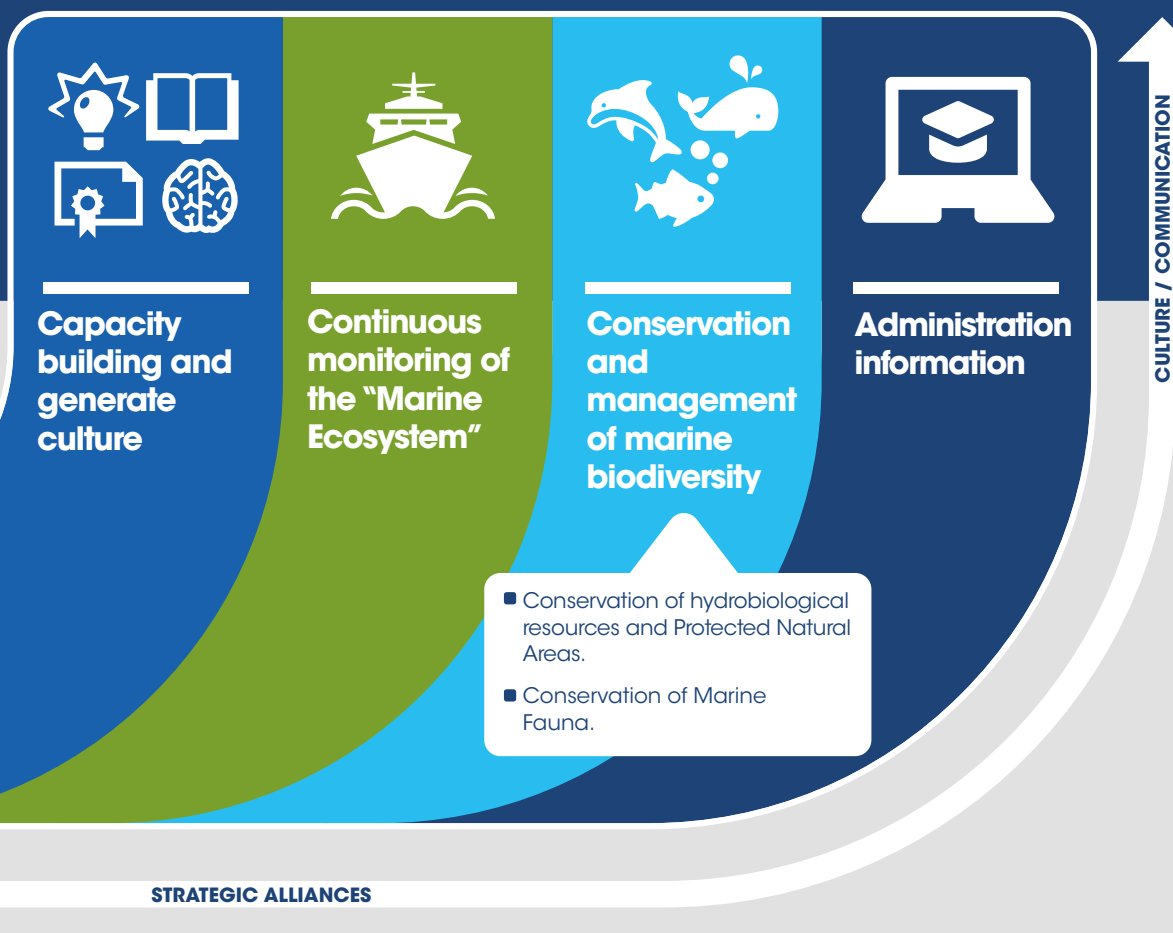 Capacity
building and
generate
culture
Continuous
monitoring of
the “Marine
Ecosystem”
Conservation
and
management
of marine
biodiversity
Administration
information
Conservation of hydrobiological
resources and Protected Natural
Areas.
Conservation of Marine
Fauna.
STRATEGIC ALLIANCES
CULTURE / COMMUNICATION